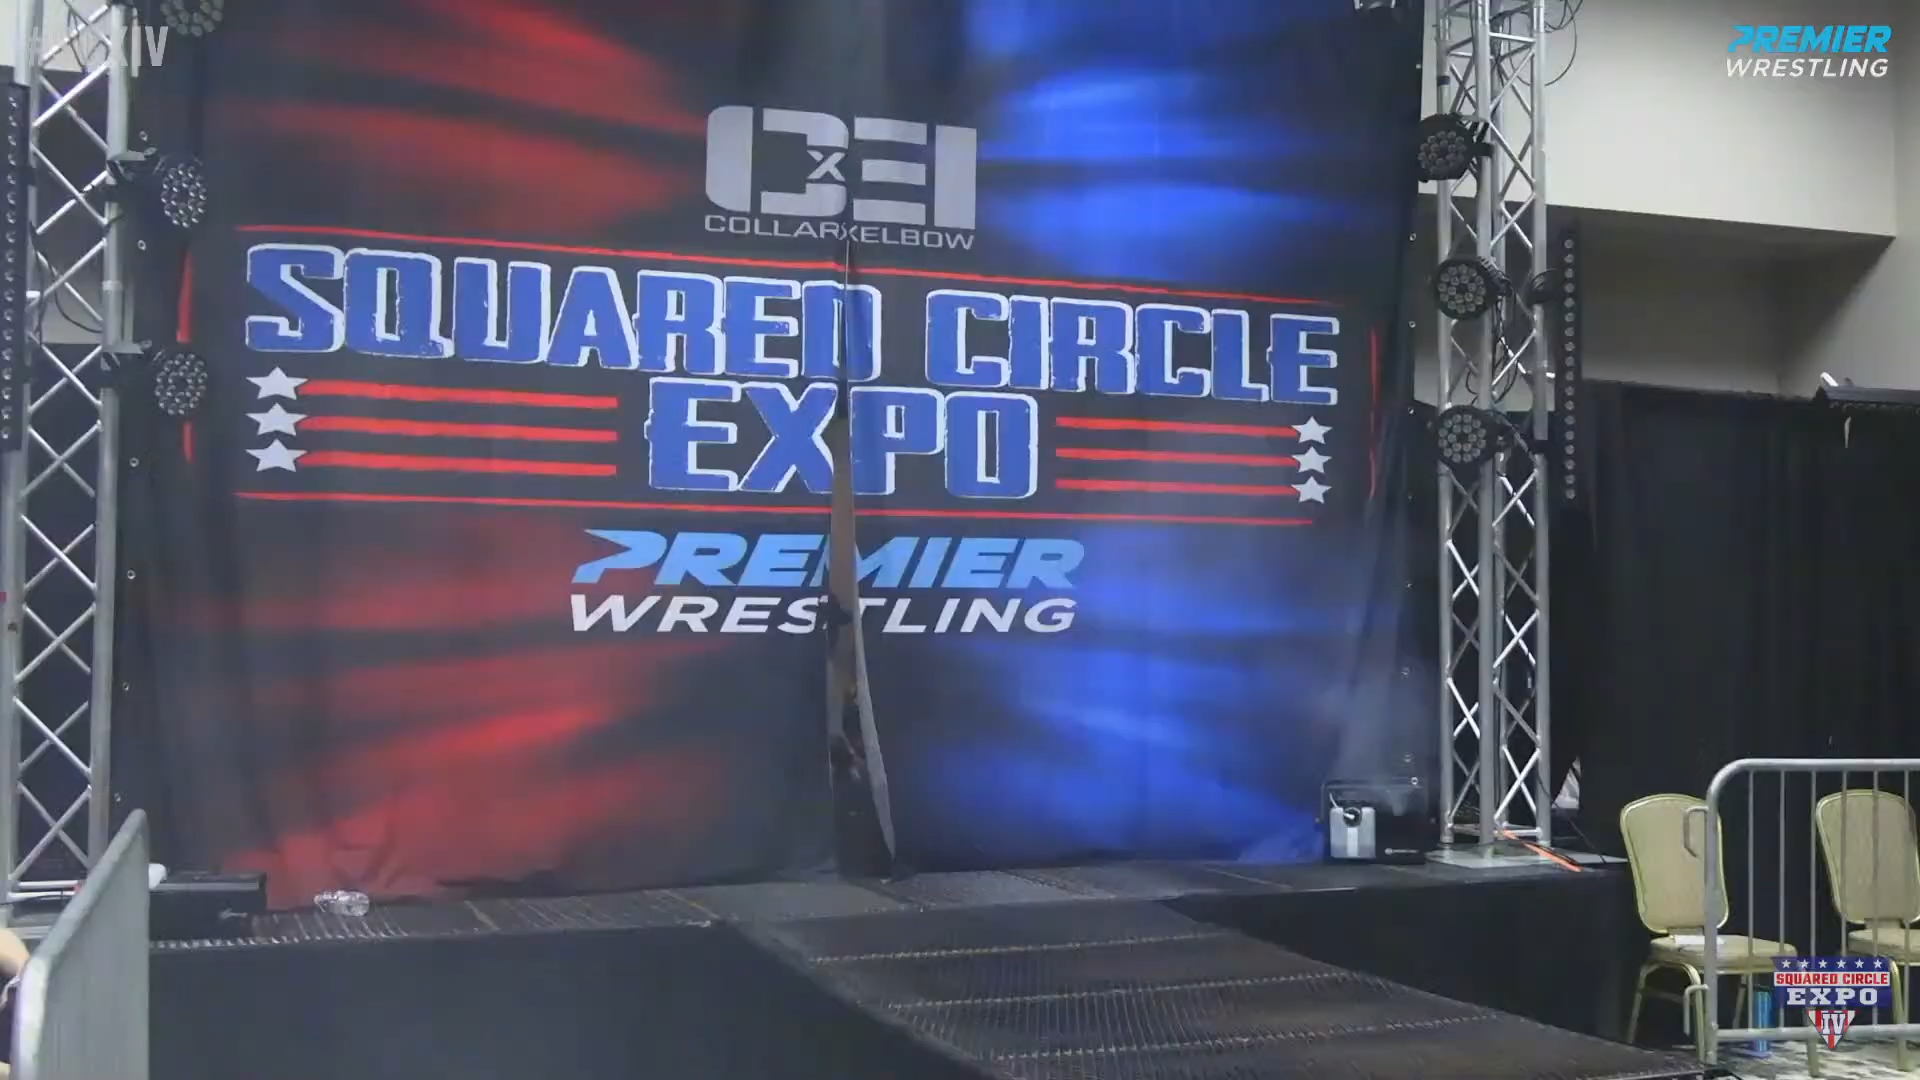 PREMIER
WRESTLING
CXE
COLLARXELBOW
SQUARED CIRCLE
EXPO
PREMIER
WRESTLING
SQUARED CIRCLE
EXPO
IV